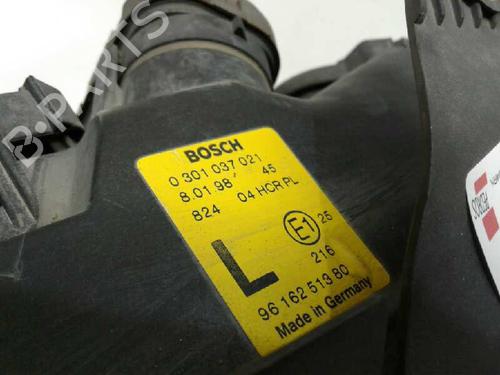 B-PARTS
BOSCH
0 301 037 021
8.01 98' 45
824 04 HCR PL
L E1 25
216
96 162 513 80
Made in Germany